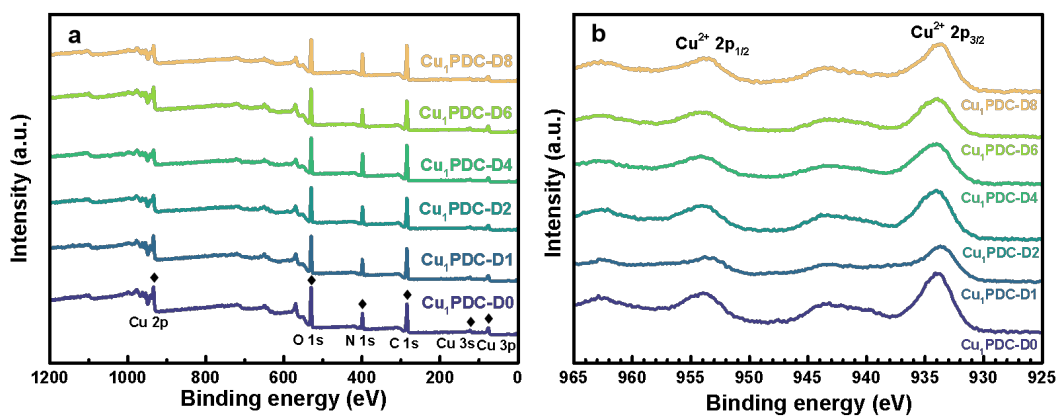 a
Cu₁PDC-D8
Cu₁PDC-D6
Cu₁PDC-D4
Cu₁PDC-D2
Cu₁PDC-D1
Cu₁PDC-D0
Cu 2p
O 1s
N 1s
C 1s
Cu 3s
Cu 3p
Intensity (a.u.)
1200 1000 800 600 400 200 0
Binding energy (eV)
b
Cu²⁺ 2p₁/₂
Cu²⁺ 2p₃/₂
Cu₁PDC-D8
Cu₁PDC-D6
Cu₁PDC-D4
Cu₁PDC-D2
Cu₁PDC-D1
Cu₁PDC-D0
Intensity (a.u.)
965 960 955 950 945 940 935 930 925
Binding energy (eV)